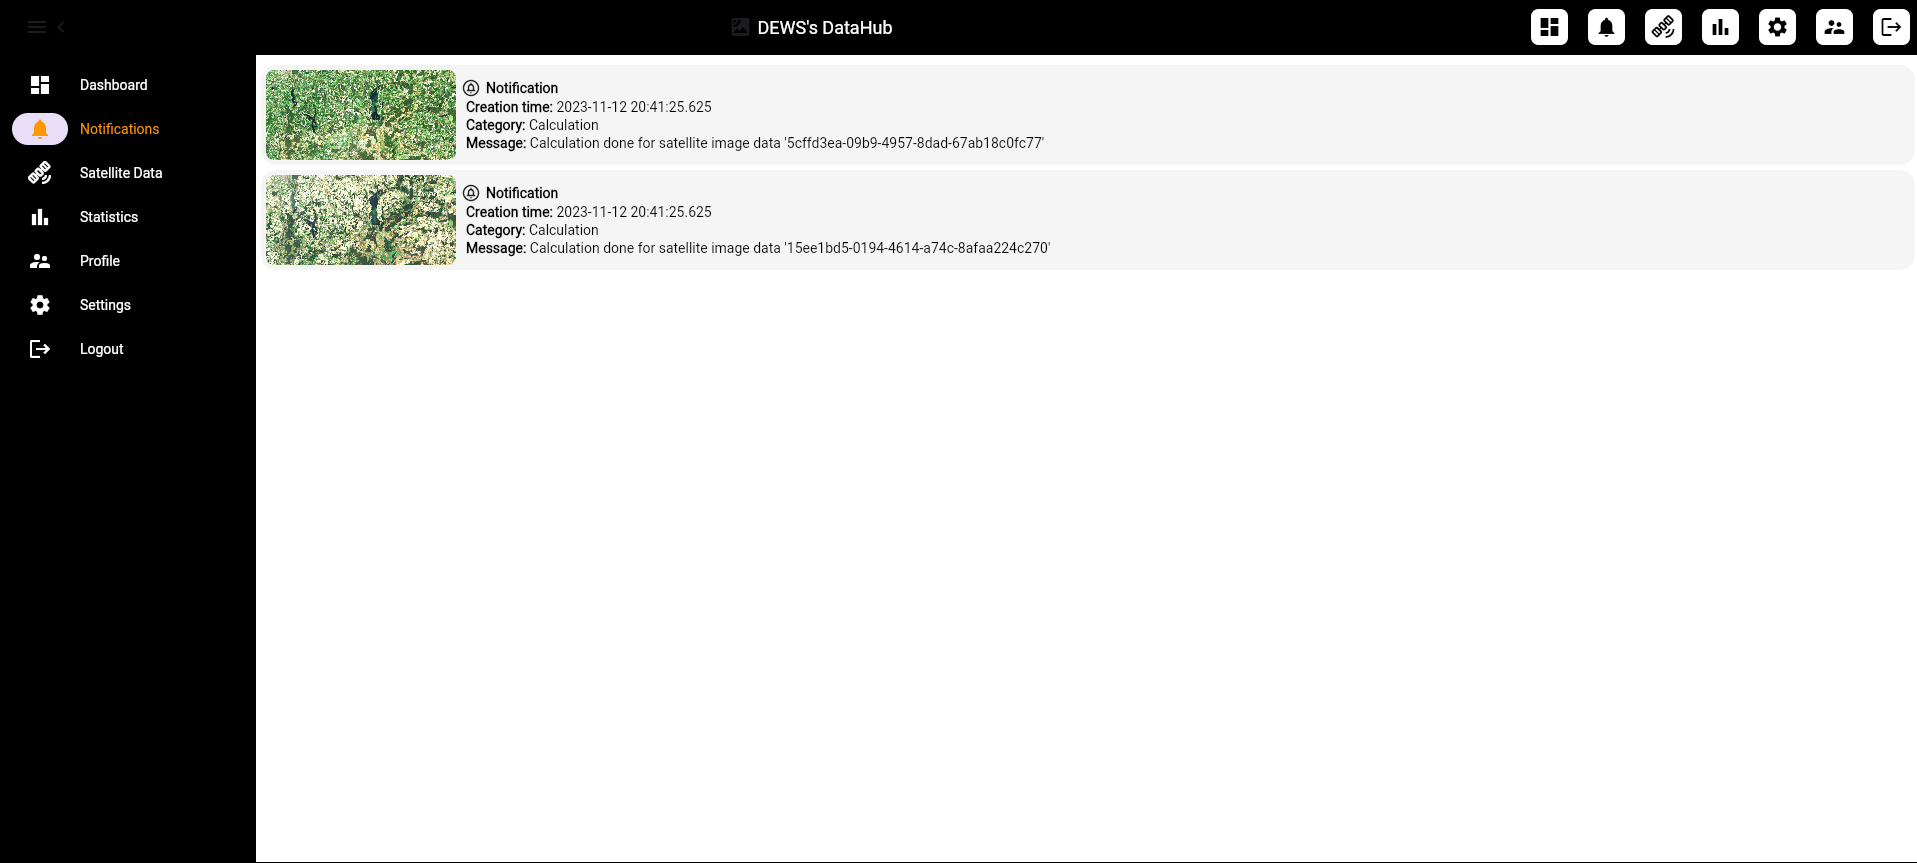 DEWS's DataHub
Dashboard
Notifications
Satellite Data
Statistics
Profile
Settings
Logout
Notification
Creation time: 2023-11-12 20:41:25.625
Category: Calculation
Message: Calculation done for satellite image data '5cffd3ea-09b9-4957-8dad-67ab18c0fc77'
Notification
Creation time: 2023-11-12 20:41:25.625
Category: Calculation
Message: Calculation done for satellite image data '15ee1bd5-0194-4614-a74c-8afaa224c270'